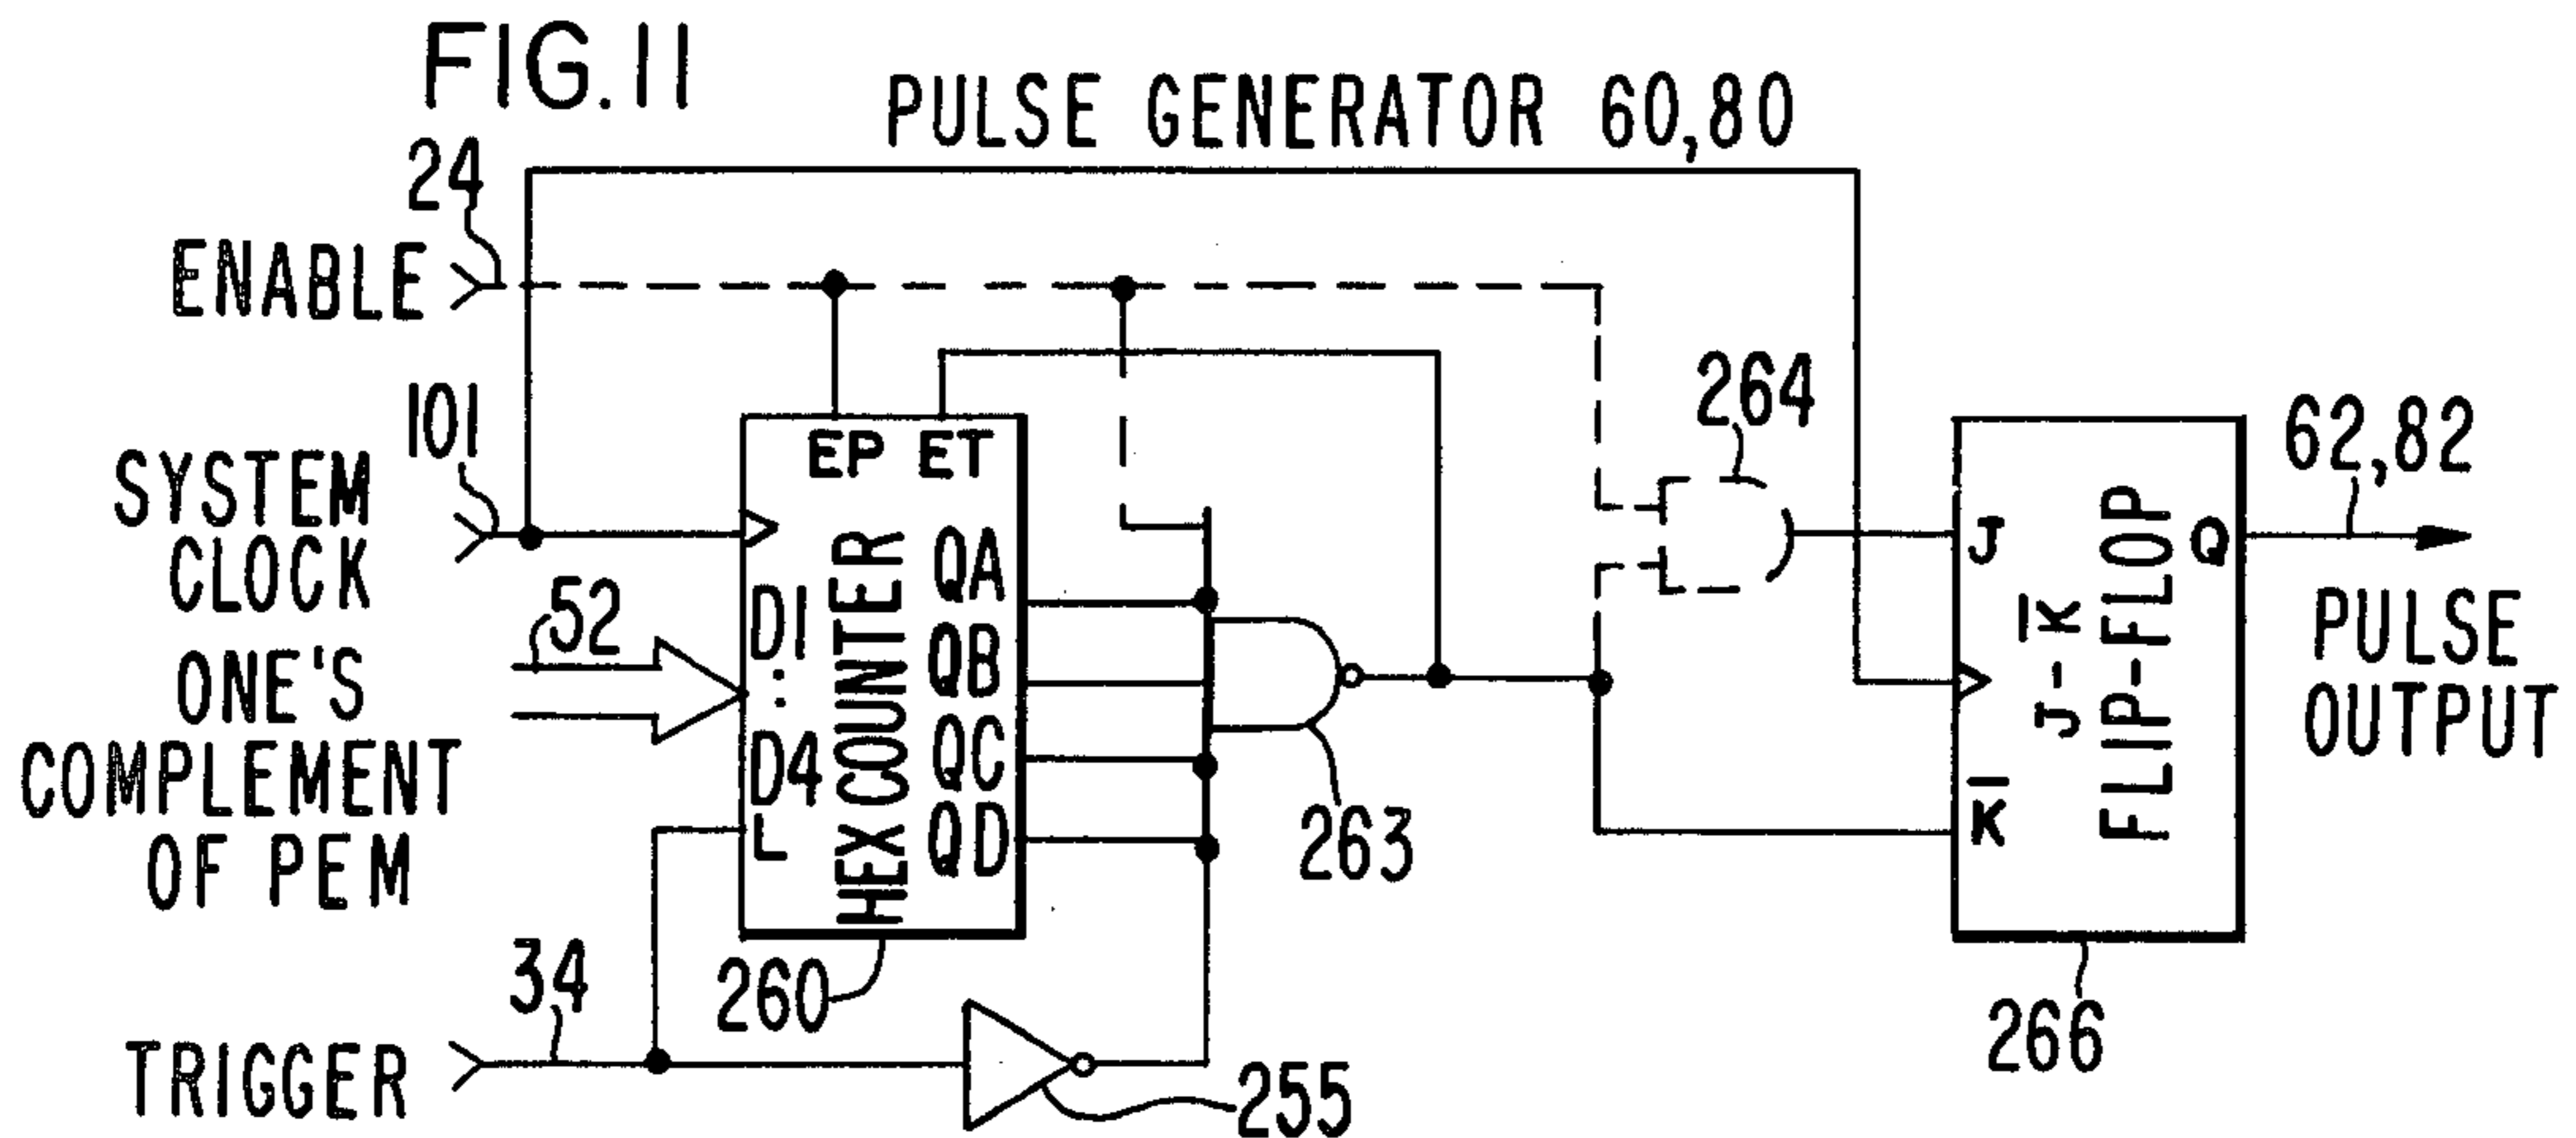 FIG. 11
PULSE GENERATOR 60,80
24
ENABLE
101
SYSTEM
CLOCK
52
ONE'S
COMPLEMENT
OF PEM
34
TRIGGER
EP ET
D1
:
D4
L
HEX COUNTER
QA
QB
QC
QD
260
255
263
264
J
K̅
J-K̅
FLIP-FLOP
Q
266
62,82
PULSE
OUTPUT